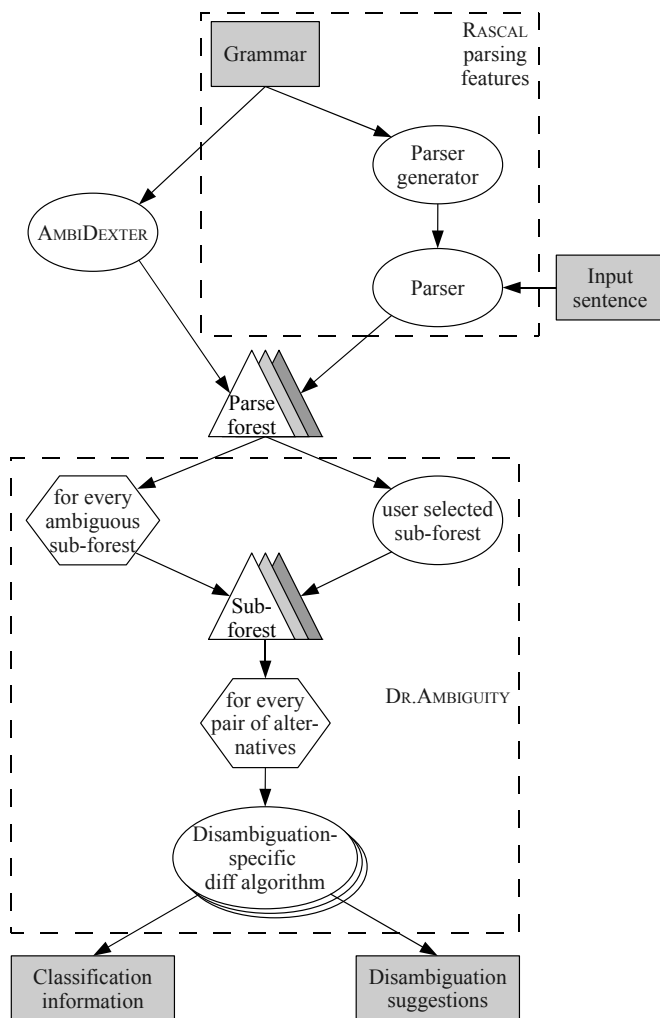 Grammar
RASCAL
parsing
features
Parser
generator
AMBIDEXTER
Parser
Input
sentence
Parse
forest
for every
ambiguous
sub-forest
user selected
sub-forest
Sub-
forest
for every
pair of alter-
natives
DR.AMBIGUITY
Disambiguation-
specific
diff algorithm
Classification
information
Disambiguation
suggestions